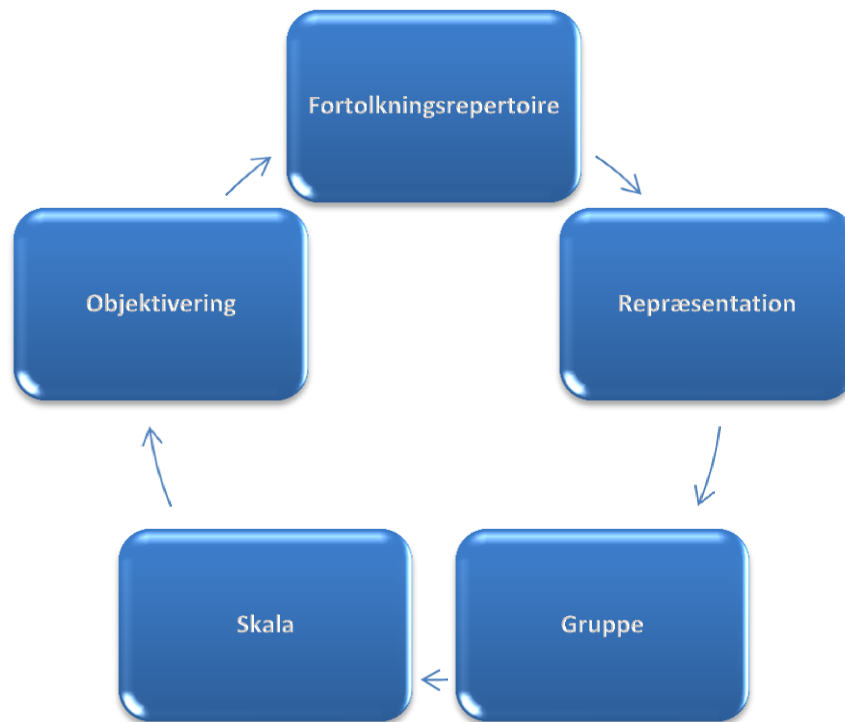 Fortolkningsrepertoire
Repræsentation
Gruppe
Skala
Objektivering